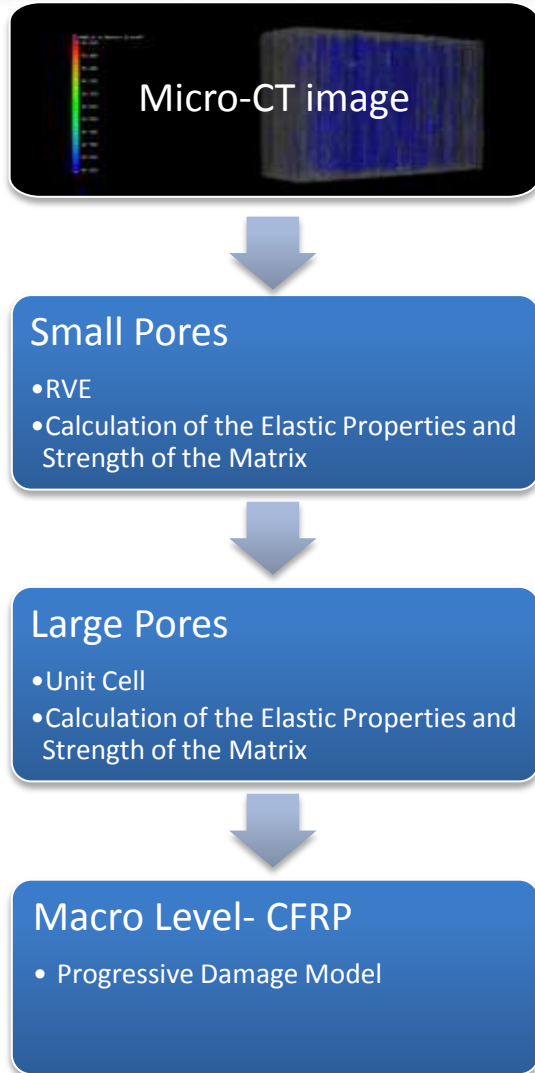 Micro-CT image
Small Pores
•RVE
•Calculation of the Elastic Properties and
Strength of the Matrix
Large Pores
•Unit Cell
•Calculation of the Elastic Properties and
Strength of the Matrix
Macro Level- CFRP
• Progressive Damage Model